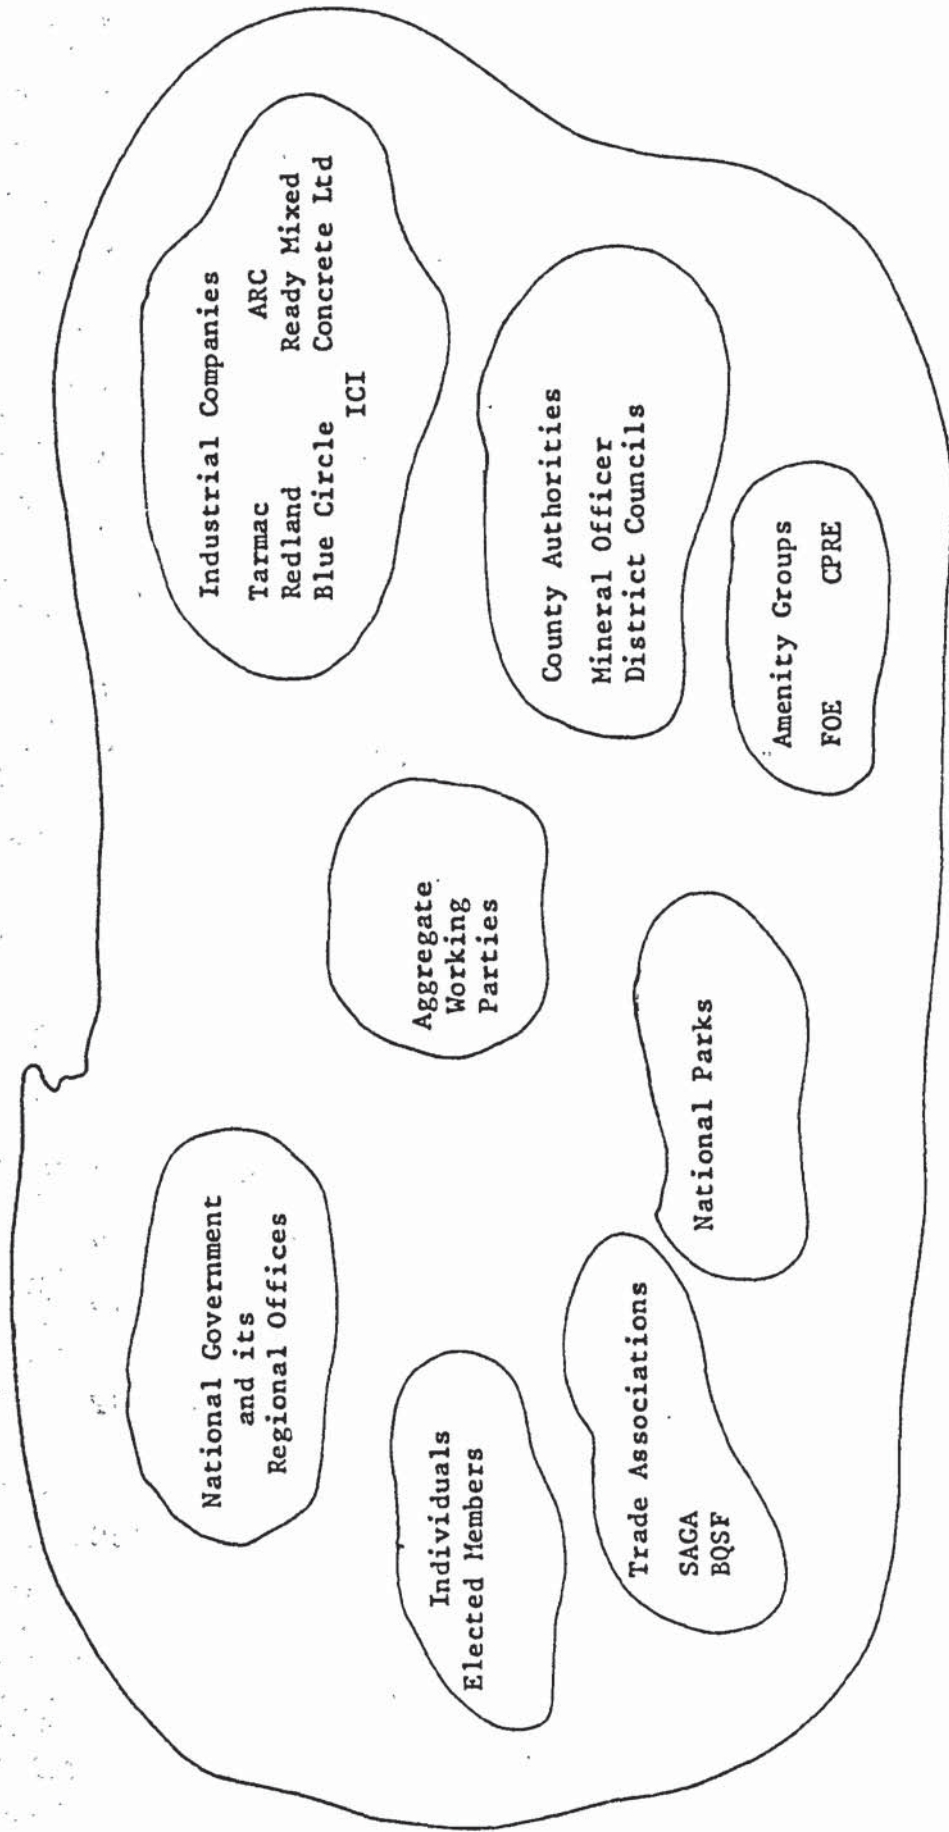 National Government
and its
Regional Offices
Industrial Companies
Tarmac ARC
Redland Ready Mixed
Blue Circle Concrete Ltd
ICI
Aggregate
Working
Parties
Individuals
Elected Members
County Authorities
Mineral Officer
District Councils
Trade Associations
SAGA
BQSF
National Parks
Amenity Groups
FOE CPRE